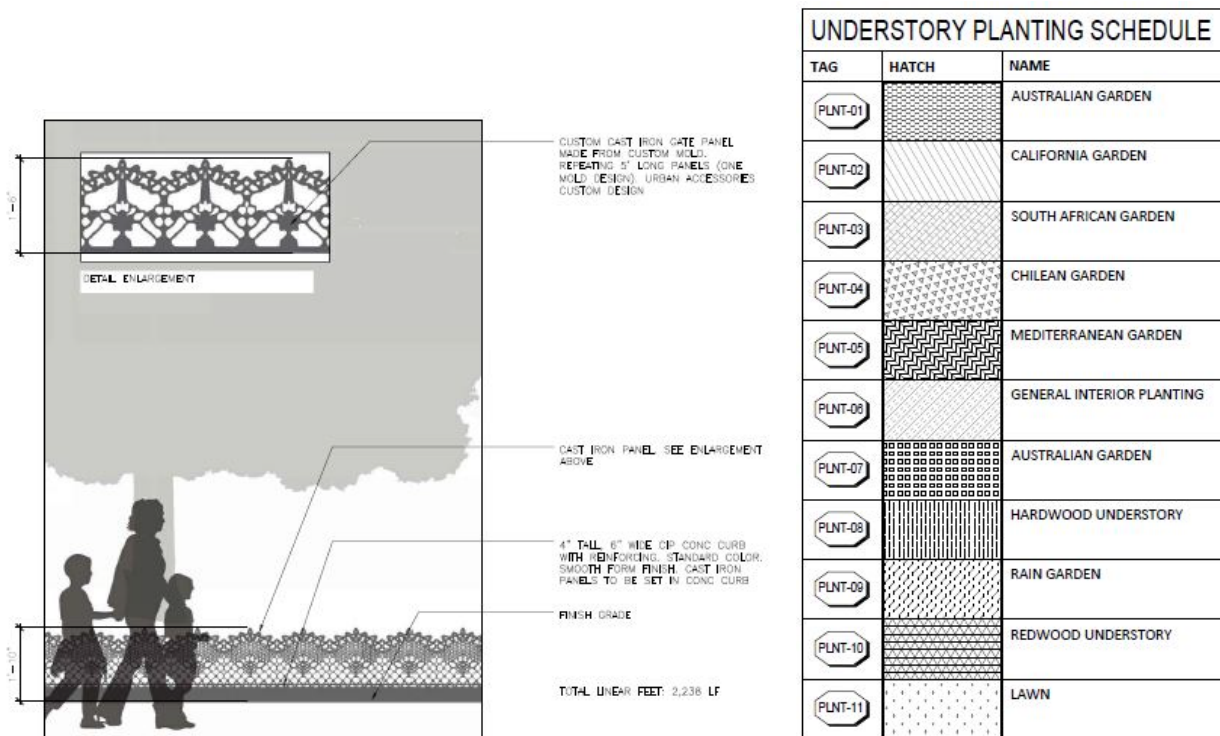 1'-6"
CUSTOM CAST IRON GATE PANEL
MADE FROM CUSTOM MOLD.
REPEATING 5' LONG PANELS (ONE
MOLD DESIGN). URBAN ACCESSORIES
CUSTOM DESIGN
DETAIL ENLARGEMENT
CAST IRON PANEL. SEE ENLARGEMENT
ABOVE
4" TALL, 6" WIDE CIP CONC CURB
WITH REINFORCING. STANDARD COLOR.
SMOOTH FORM FINISH. CAST IRON
PANELS TO BE SET IN CONC CURB
FINISH GRADE
1'-10"
TOTAL LINEAR FEET: 2,238 LF
UNDERSTORY PLANTING SCHEDULE
TAG HATCH NAME
PLNT-01 AUSTRALIAN GARDEN
PLNT-02 CALIFORNIA GARDEN
PLNT-03 SOUTH AFRICAN GARDEN
PLNT-04 CHILEAN GARDEN
PLNT-05 MEDITERRANEAN GARDEN
PLNT-06 GENERAL INTERIOR PLANTING
PLNT-07 AUSTRALIAN GARDEN
PLNT-08 HARDWOOD UNDERSTORY
PLNT-09 RAIN GARDEN
PLNT-10 REDWOOD UNDERSTORY
PLNT-11 LAWN